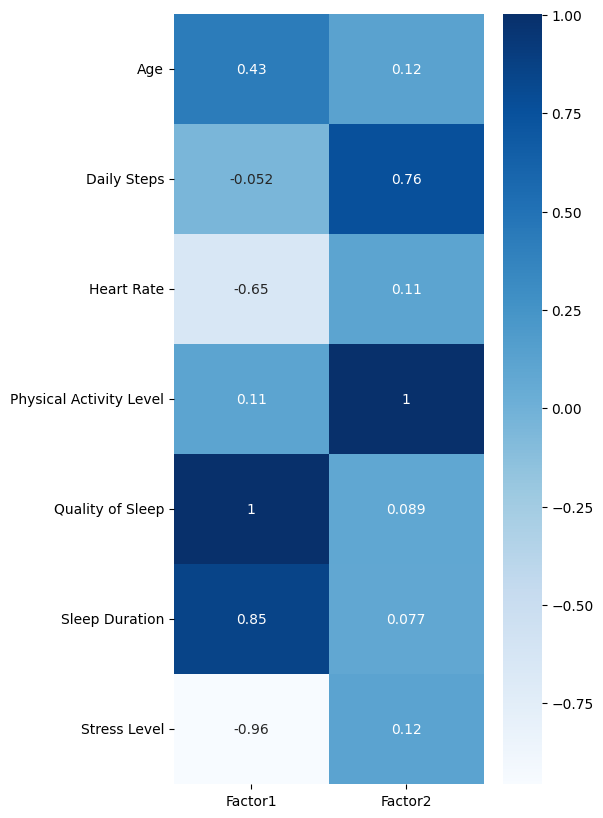 Age 0.43 0.12
Daily Steps -0.052 0.76
Heart Rate -0.65 0.11
Physical Activity Level 0.11 1
Quality of Sleep 1 0.089
Sleep Duration 0.85 0.077
Stress Level -0.96 0.12
Factor1 Factor2
1.00
0.75
0.50
0.25
0.00
−0.25
−0.50
−0.75